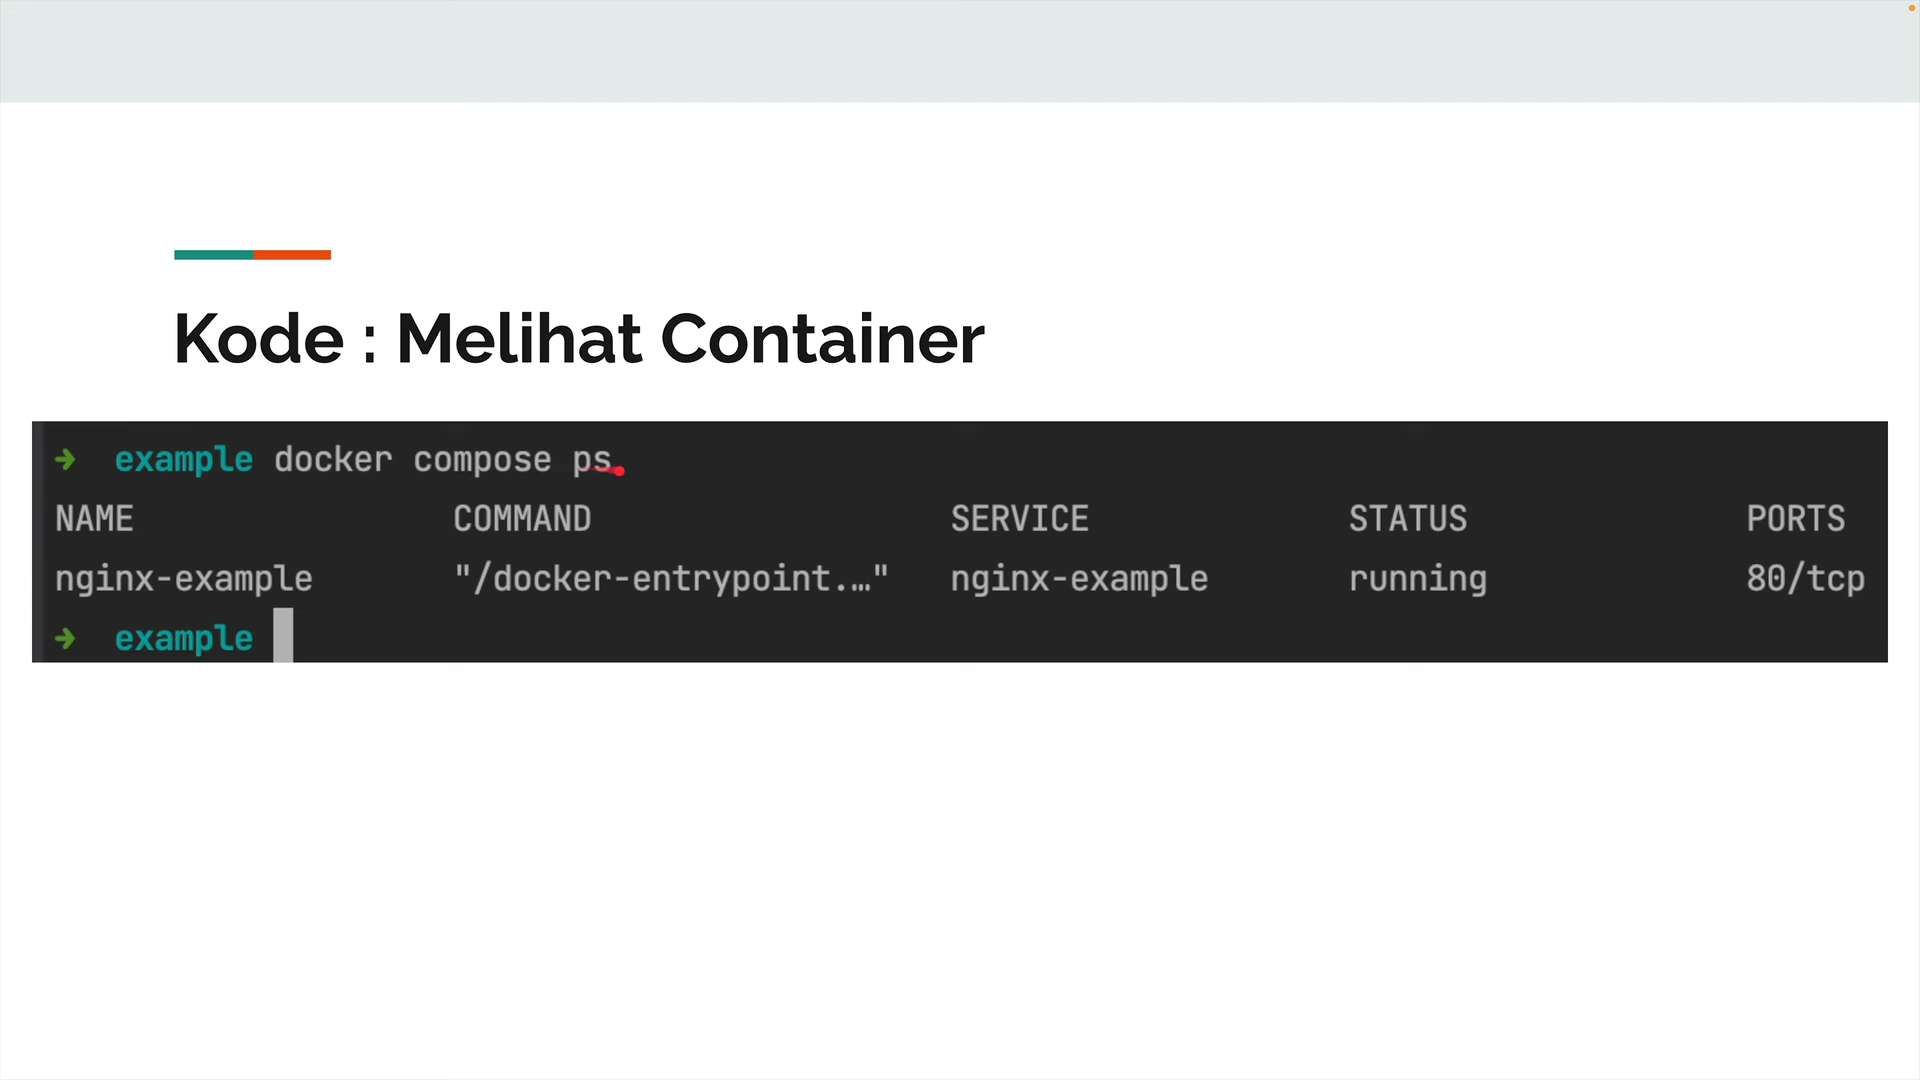 Kode : Melihat Container
➜ example docker compose ps
NAME COMMAND SERVICE STATUS PORTS
nginx-example "/docker-entrypoint.…" nginx-example running 80/tcp
➜ example